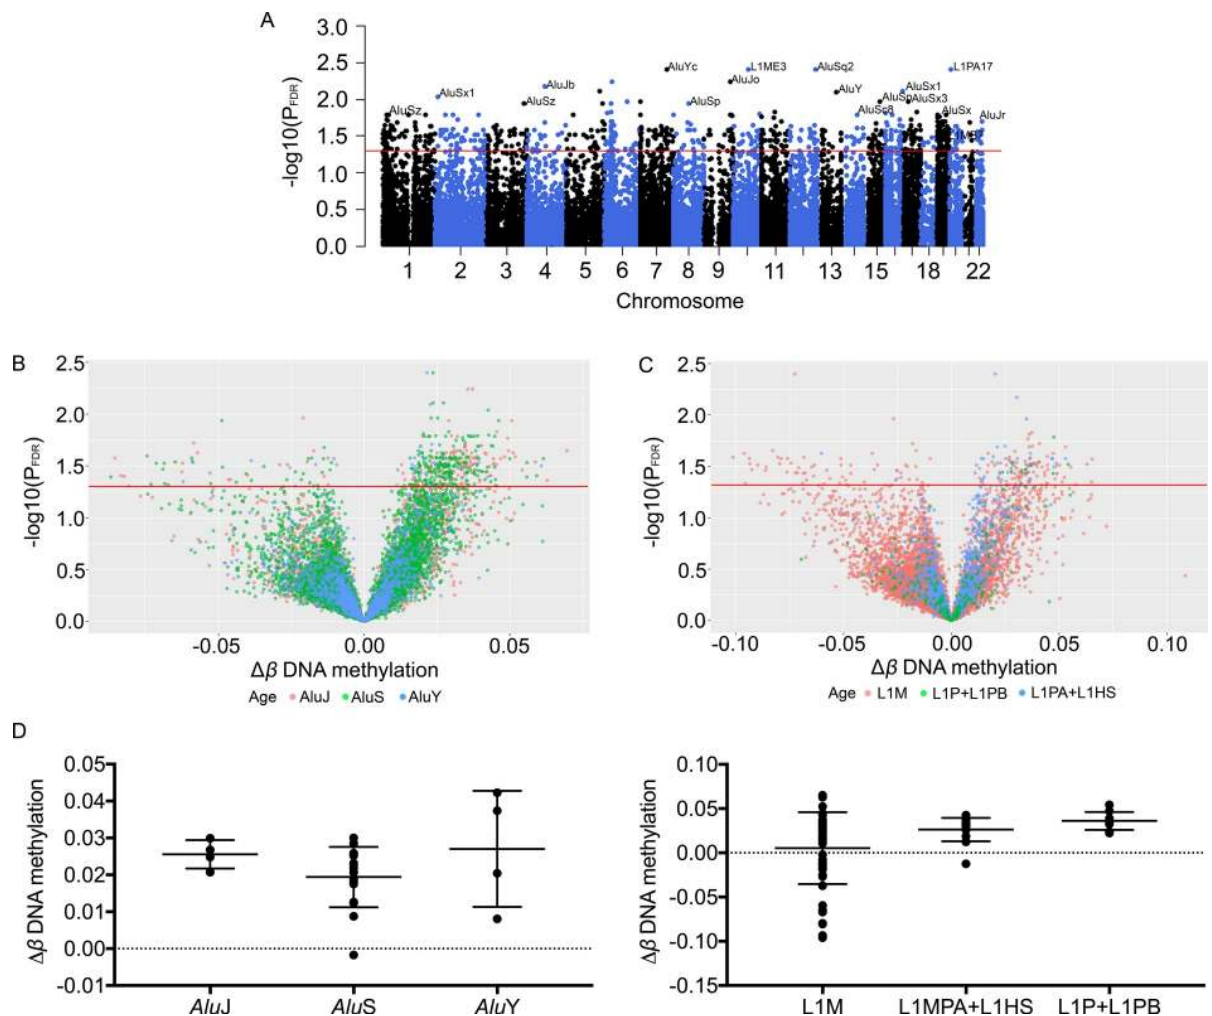 A
3.0
2.5
2.0
1.5
1.0
0.5
0.0
-log10(PFDR)
AluSz
AluSx1
AluSz
AluJb
AluYc
AluSp
AluJo
L1ME3
AluSq2
AluY
AluSc8
AluSx1
AluSx3
AluSx
L1PA17
AluJr
1 2 3 4 5 6 7 8 9 11 13 15 18 22
Chromosome
B
2.5
2.0
1.5
1.0
0.5
0.0
-log10(PFDR)
-0.05 0.00 0.05
Δβ DNA methylation
Age AluJ AluS AluY
C
2.5
2.0
1.5
1.0
0.5
0.0
-log10(PFDR)
-0.10 -0.05 0.00 0.05 0.10
Δβ DNA methylation
Age L1M L1P+L1PB L1PA+L1HS
D
0.05
0.04
0.03
0.02
0.01
0.00
-0.01
Δβ DNA methylation
AluJ AluS AluY
0.10
0.05
0.00
-0.05
-0.10
-0.15
Δβ DNA methylation
L1M L1MPA+L1HS L1P+L1PB